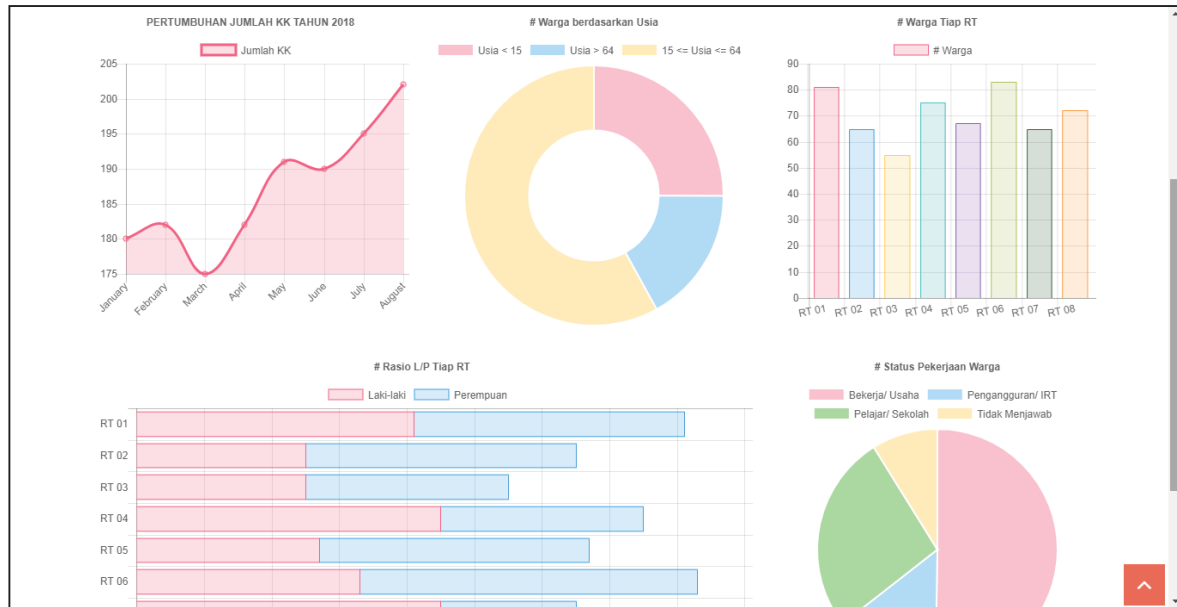 PERTUMBUHAN JUMLAH KK TAHUN 2018
Jumlah KK
205
200
195
190
185
180
175
January
February
March
April
May
June
July
August
# Warga berdasarkan Usia
Usia < 15
Usia > 64
15 <= Usia <= 64
# Warga Tiap RT
# Warga
90
80
70
60
50
40
30
20
10
0
RT 01
RT 02
RT 03
RT 04
RT 05
RT 06
RT 07
RT 08
# Rasio L/P Tiap RT
Laki-laki
Perempuan
RT 01
RT 02
RT 03
RT 04
RT 05
RT 06
# Status Pekerjaan Warga
Bekerja/ Usaha
Pengangguran/ IRT
Pelajar/ Sekolah
Tidak Menjawab